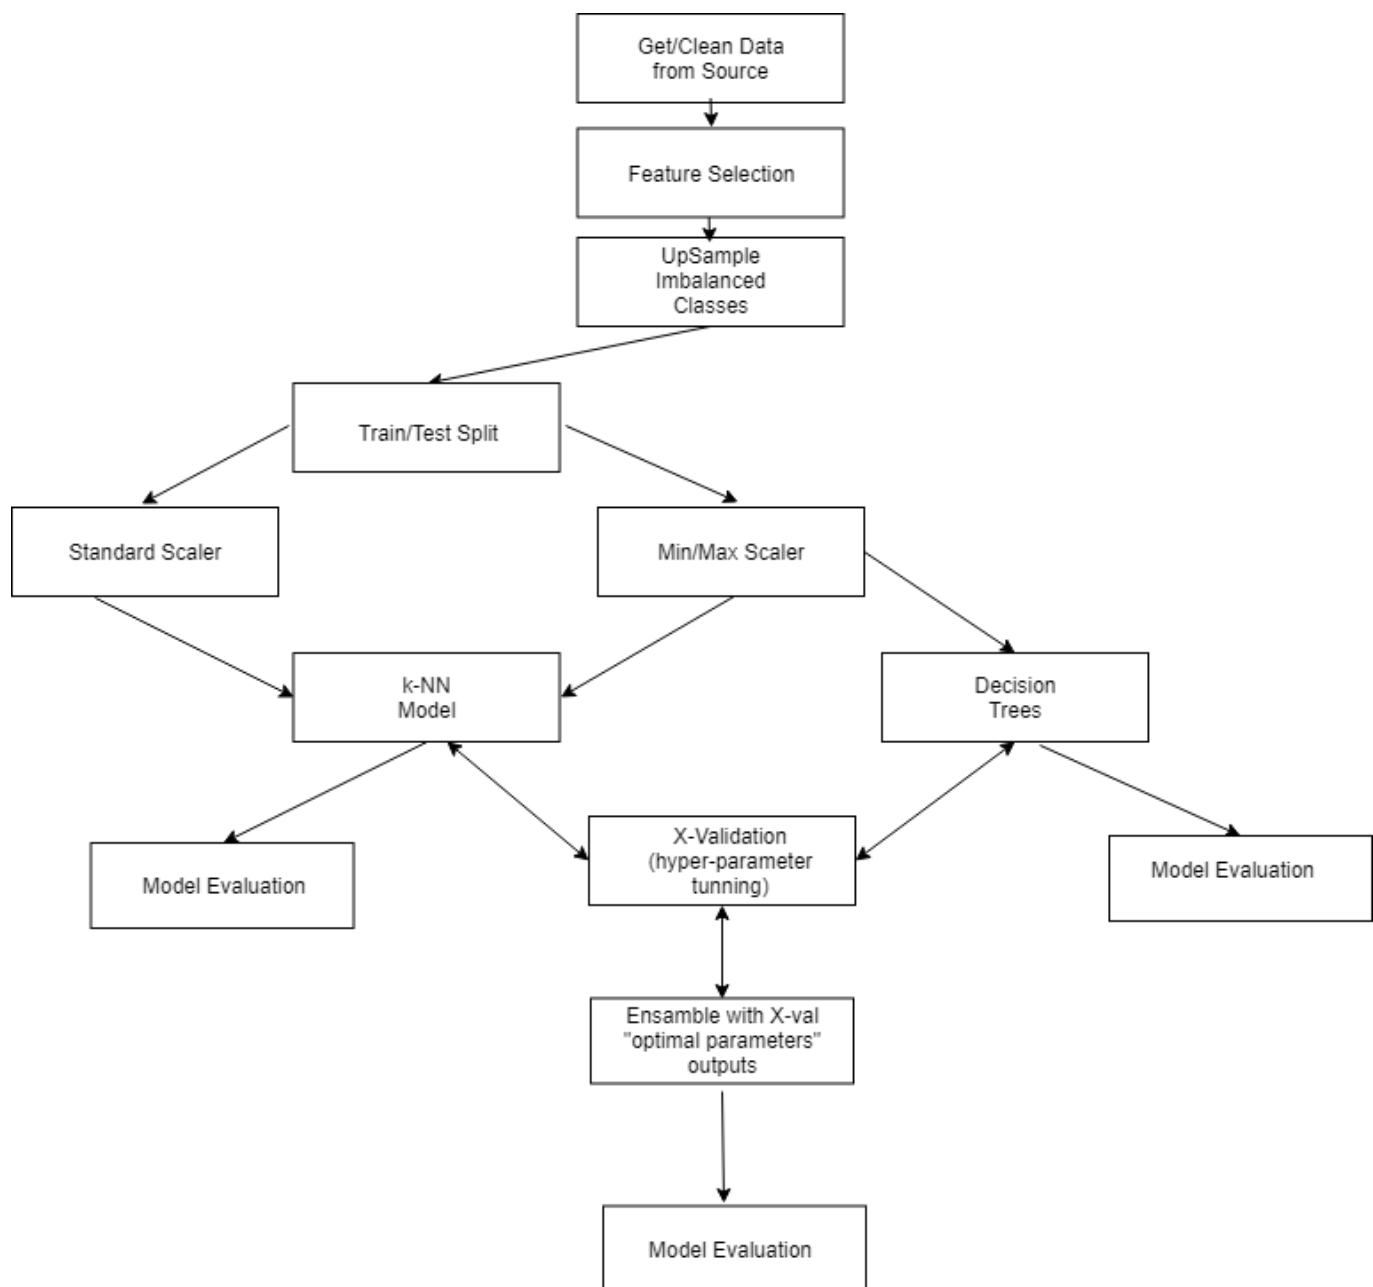 Get/Clean Data
from Source
Feature Selection
UpSample
Imbalanced
Classes
Train/Test Split
Standard Scaler
Min/Max Scaler
k-NN
Model
Decision
Trees
Model Evaluation
X-Validation
(hyper-parameter
tunning)
Model Evaluation
Ensamble with X-val
"optimal parameters"
outputs
Model Evaluation